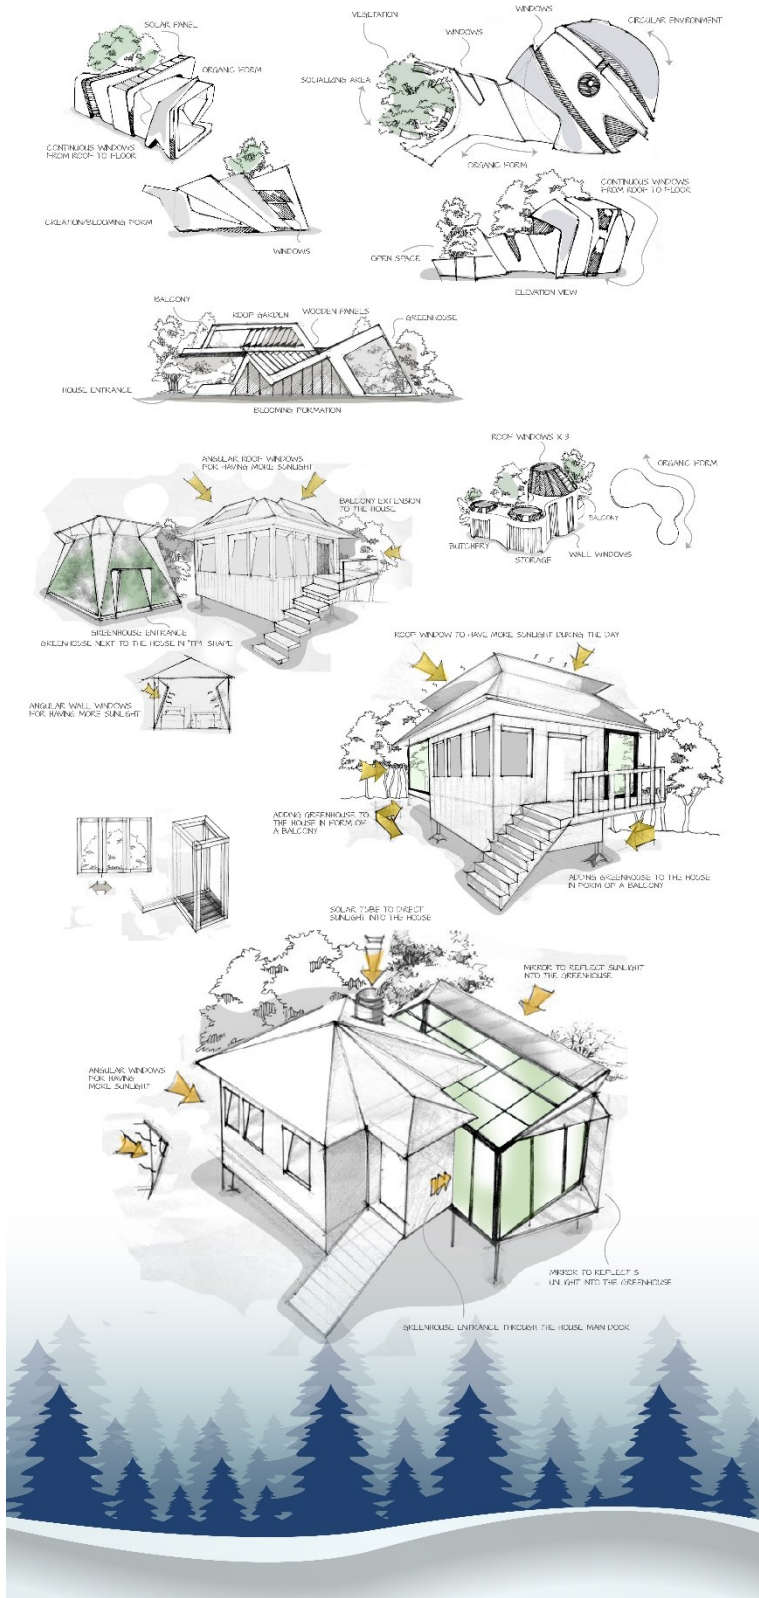 SOLAR PANEL
ORGANIC FORM
CONTINUOUS WINDOWS
FROM ROOF TO FLOOR
CREATION/BLOOMING FORM
WINDOWS
VEGETATION
WINDOWS
WINDOWS
CIRCULAR ENVIRONMENT
SOCIALIZING AREA
ORGANIC FORM
CONTINUOUS WINDOWS
FROM ROOF TO FLOOR
OPEN SPACE
ELEVATION VIEW
BALCONY
ROOF GARDEN
WOODEN PANELS
GREENHOUSE
HOUSE ENTRANCE
BLOOMING FORMATION
ROOF WINDOWS X 3
ORGANIC FORM
BALCONY
BUTCHERY
STORAGE
WALL WINDOWS
ANGULAR ROOF WINDOWS
FOR HAVING MORE SUNLIGHT
BALCONY EXTENSION
TO THE HOUSE
GREENHOUSE ENTRANCE
GREENHOUSE NEXT TO THE HOUSE IN SHAPE
ANGULAR WALL WINDOWS
FOR HAVING MORE SUNLIGHT
ROOF WINDOW TO HAVE MORE SUNLIGHT DURING THE DAY
ADDING GREENHOUSE TO
THE HOUSE IN FORM OF
A BALCONY
ADDING GREENHOUSE TO THE HOUSE
IN FORM OF A BALCONY
SOLAR TUBE TO DIRECT
SUNLIGHT INTO THE HOUSE
MIRROR TO REFLECT SUNLIGHT
INTO THE GREENHOUSE
ANGULAR WINDOWS
FOR HAVING
MORE SUNLIGHT
MIRROR TO REFLECT S
UNLIGHT INTO THE GREENHOUSE
GREENHOUSE ENTRANCE THROUGH THE HOUSE MAIN DOOR